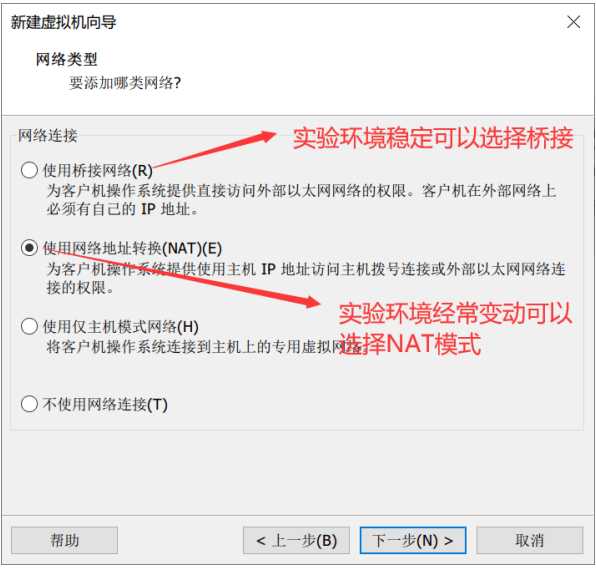 新建虚拟机向导
网络类型
要添加哪类网络?
网络连接
实验环境稳定可以选择桥接
使用桥接网络(R)
为客户机操作系统提供直接访问外部以太网网络的权限。客户机在外部网络上
必须有自己的 IP 地址。
使用网络地址转换(NAT)(E)
为客户机操作系统提供使用主机 IP 地址访问主机拨号连接或外部以太网网络连
接的权限。
实验环境经常变动可以
选择NAT模式
使用仅主机模式网络(H)
将客户机操作系统连接到主机上的专用虚拟网络。
不使用网络连接(T)
帮助
< 上一步(B)
下一步(N) >
取消